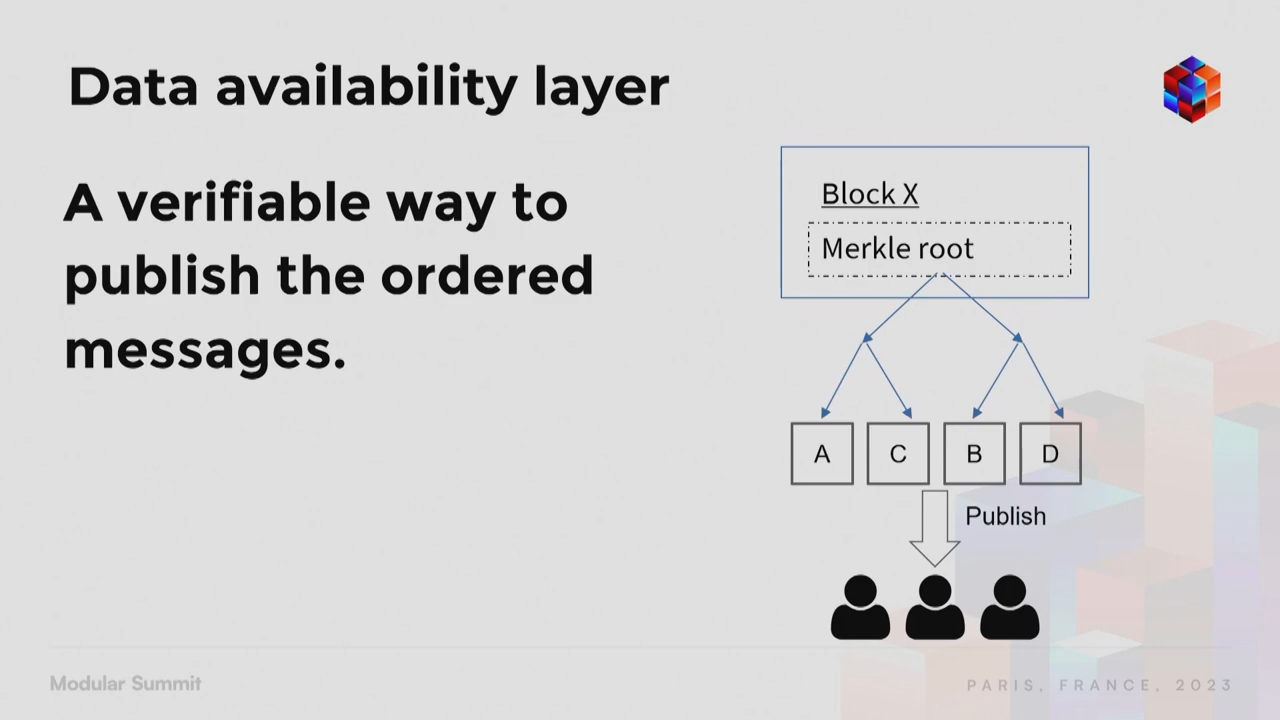 Data availability layer
A verifiable way to
publish the ordered
messages.
Block X
Merkle root
A C B D
Publish
Modular Summit
PARIS, FRANCE, 2023